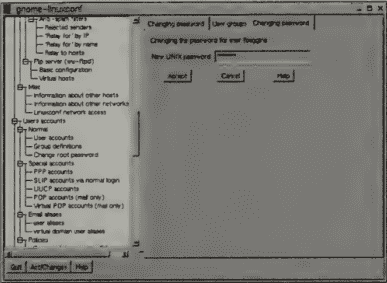 gnome-linuxconf
Anti-spam filters
Rejected senders
'Relay for' by IP
'Relay for' by name
Relay to hosts
Ftp server (wu-ftpd)
Basic configuration
Virtual hosts
Misc
Information about other hosts
Information about other networks
Linuxconf network access
Users accounts
Normal
User accounts
Group definitions
Change root password
Special accounts
PPP accounts
SLIP accounts via normal login
UUCP accounts
POP accounts (mail only)
Virtual POP accounts (mail only)
Email aliases
user aliases
virtual domain user aliases
Policies
Quit Act/Changes Help
Changing password User groups Changing password
Changing the password for user
New UNIX password
Accept Cancel Help